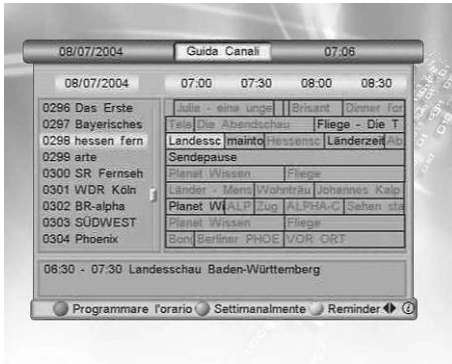 08/07/2004 Guida Canali 07:06
08/07/2004 07:00 07:30 08:00 08:30
0296 Das Erste Julia - eine unge Brisant Dinner for
0297 Bayerisches Tele Die Abendschau Fliege - Die T
0298 hessen fern Landessc mainto Hessensc Länderzeit Ab
0299 arte Sendepause
0300 SR Fernseh Planet Wissen Fliege
0301 WDR Köln Länder - Mens Wohnträu Johannes Kalp
0302 BR-alpha Planet Wi ALP Zug ALPHA-C Sehen sta
0303 SÜDWEST Planet Wissen Fliege
0304 Phoenix Bon Berliner PHOE VOR ORT
06:30 - 07:30 Landesschau Baden-Württemberg
Programmare l'orario Settimanalmente Reminder